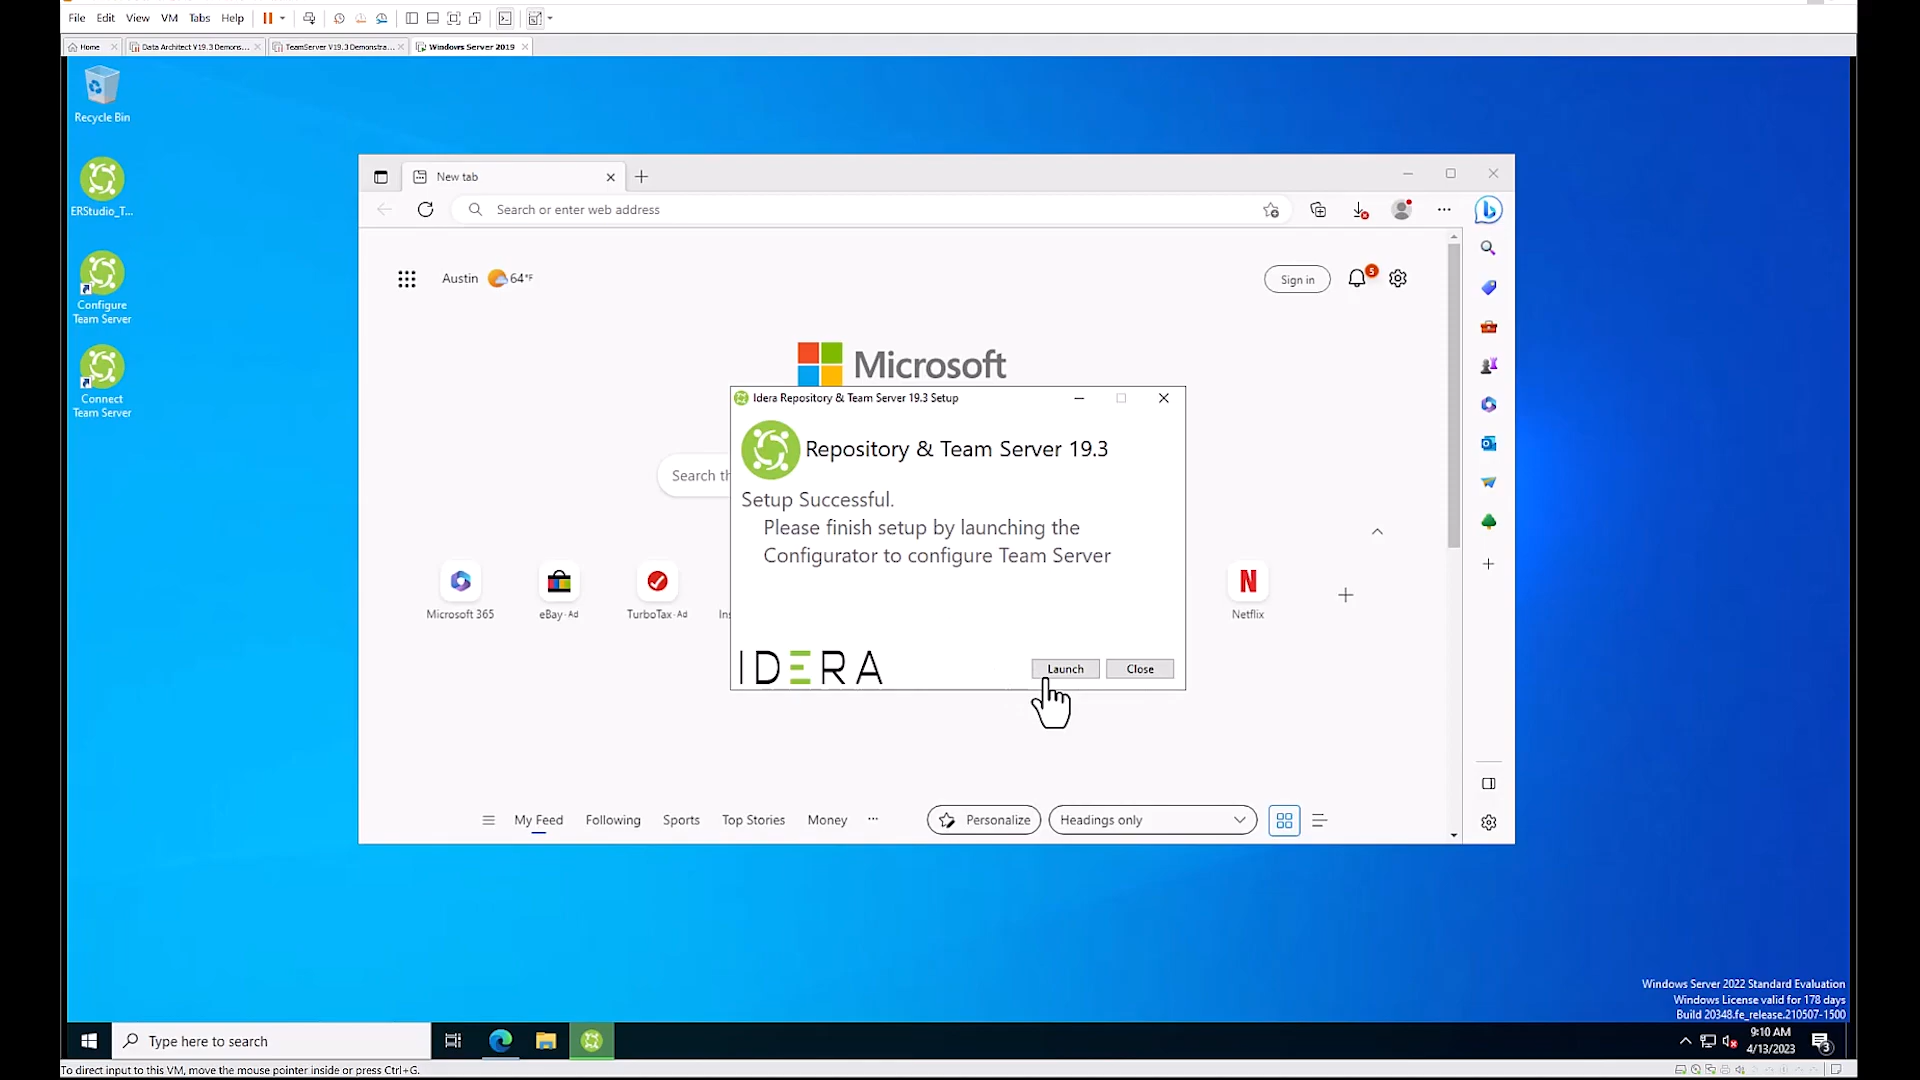 File Edit View VM Tabs Help
Home
Data Architect V19.3 Demons...
TeamServer V19.3 Demonstra...
Windows Server 2019
Recycle Bin
ERStudio_T...
Configure
Team Server
Connect
Team Server
New tab
Search or enter web address
Austin 64°F
Sign in
5
Microsoft
Idera Repository & Team Server 19.3 Setup
Repository & Team Server 19.3
Search th
Setup Successful.
Please finish setup by launching the
Configurator to configure Team Server
Microsoft 365
eBay · Ad
TurboTax · Ad
Ins
Netflix
IDERA
Launch
Close
My Feed Following Sports Top Stories Money ...
Personalize
Headings only
Windows Server 2022 Standard Evaluation
Windows License valid for 178 days
Build 20348.fe_release.210507-1500
Type here to search
9:10 AM
4/13/2023
3
To direct input to this VM, move the mouse pointer inside or press Ctrl+G.